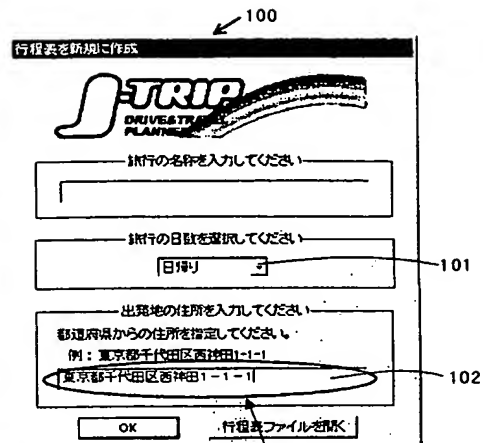 100
行程表を新規に作成
J-TRIP
DRIVE&TRAVEL
PLANNER
旅行の名称を入力してください
旅行の日数を選択してください
日帰り
101
出発地の住所を入力してください
都道府県からの住所を指定してください。
例：東京都千代田区西神田1-1-1
東京都千代田区西神田1-1-1
102
OK
行程表ファイルを開く